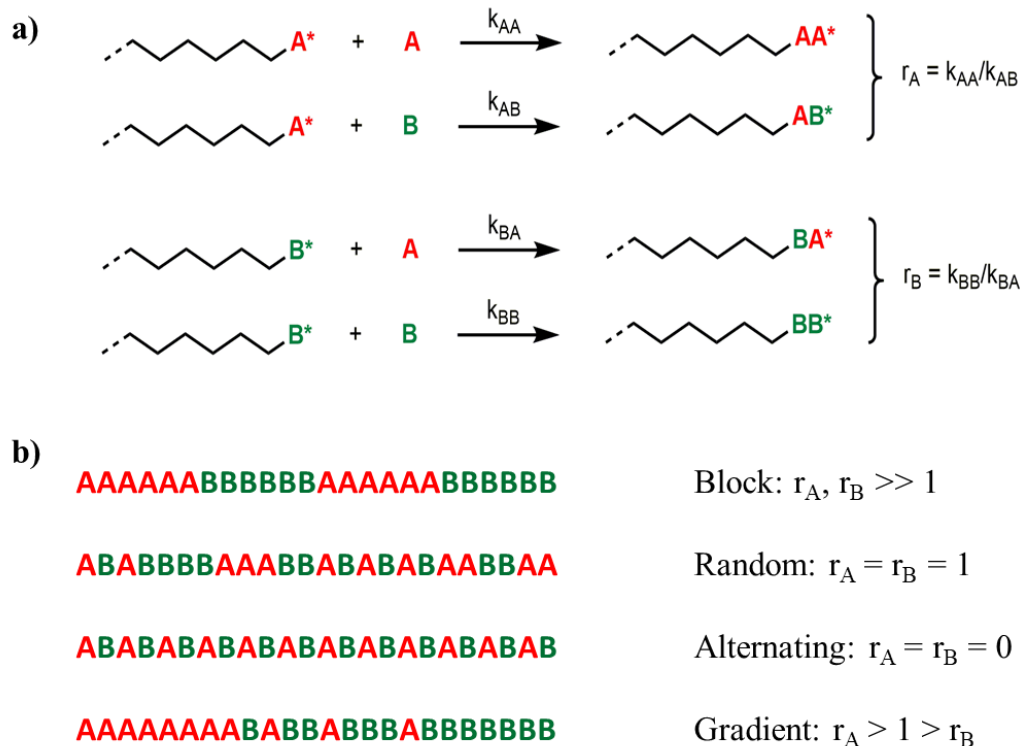 a)
A* + A k_AA AA*
A* + B k_AB AB*
r_A = k_AA/k_AB
B* + A k_BA BA*
B* + B k_BB BB*
r_B = k_BB/k_BA
b)
AAAAAABBBBBBAAAAAABBBBBB Block: r_A, r_B >> 1
ABABBBBAAABBABABABAABBAA Random: r_A = r_B = 1
ABABABABABABABABABABABAB Alternating: r_A = r_B = 0
AAAAAAAABABBABBBABBBBBBB Gradient: r_A > 1 > r_B